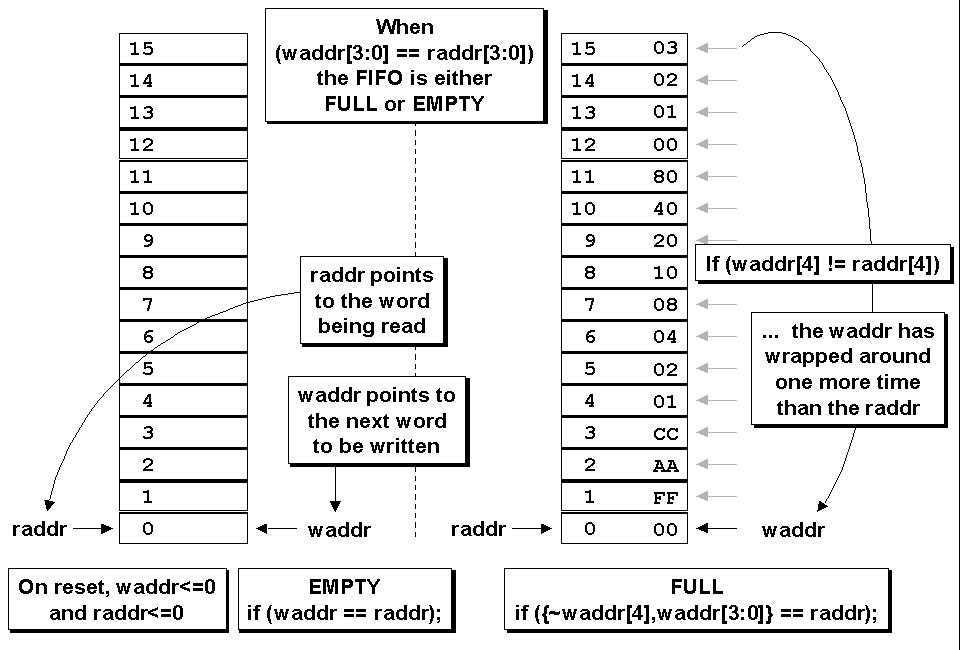 When
(waddr[3:0] == raddr[3:0])
the FIFO is either
FULL or EMPTY
15
14
13
12
11
10
9
8
7
6
5
4
3
2
1
raddr
0
waddr
raddr points
to the word
being read
waddr points to
the next word
to be written
15 03
14 02
13 01
12 00
11 80
10 40
9 20
8 10
7 08
6 04
5 02
4 01
3 CC
2 AA
1 FF
raddr 0 00 waddr
If (waddr[4] != raddr[4])
... the waddr has
wrapped around
one more time
than the raddr
On reset, waddr<=0
and raddr<=0
EMPTY
if (waddr == raddr);
FULL
if ({~waddr[4],waddr[3:0]} == raddr);